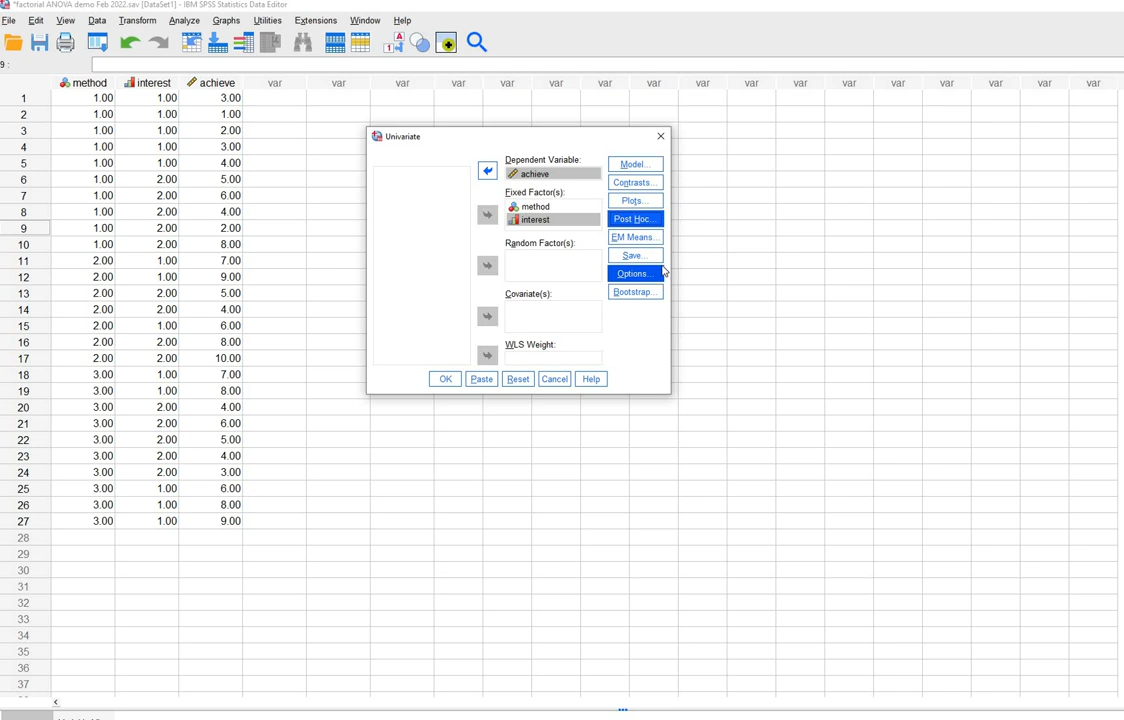 *factorial ANOVA demo Feb 2022.sav [DataSet1] - IBM SPSS Statistics Data Editor
File Edit View Data Transform Analyze Graphs Utilities Extensions Window Help
9 :
method interest achieve var var var var var var var var var var var var var var
1 1.00 1.00 3.00
2 1.00 1.00 1.00
3 1.00 1.00 2.00
4 1.00 1.00 3.00
5 1.00 1.00 4.00
6 1.00 2.00 5.00
7 1.00 2.00 6.00
8 1.00 2.00 4.00
9 1.00 2.00 2.00
10 1.00 2.00 8.00
11 2.00 1.00 7.00
12 2.00 1.00 9.00
13 2.00 2.00 5.00
14 2.00 2.00 4.00
15 2.00 1.00 6.00
16 2.00 2.00 8.00
17 2.00 2.00 10.00
18 3.00 1.00 7.00
19 3.00 1.00 8.00
20 3.00 2.00 4.00
21 3.00 2.00 6.00
22 3.00 2.00 5.00
23 3.00 2.00 4.00
24 3.00 2.00 3.00
25 3.00 1.00 6.00
26 3.00 1.00 8.00
27 3.00 1.00 9.00
28
29
30
31
32
33
34
35
36
37
Univariate
Dependent Variable:
achieve
Fixed Factor(s):
method
interest
Random Factor(s):
Covariate(s):
WLS Weight:
Model...
Contrasts...
Plots...
Post Hoc...
EM Means...
Save...
Options...
Bootstrap...
OK Paste Reset Cancel Help